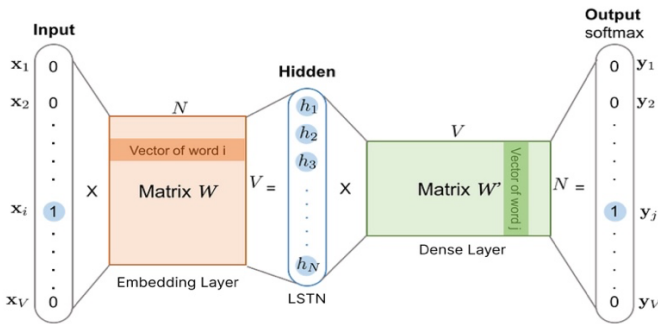 Input
x1 0
x2 0
xi 1
xV 0
X
N
Vector of word i
Matrix W
V =
Embedding Layer
Hidden
h1
h2
h3
hN
LSTN
X
V
Matrix W'
Vector of word j
N =
Dense Layer
Output
softmax
0 y1
0 y2
1 yj
0 yV